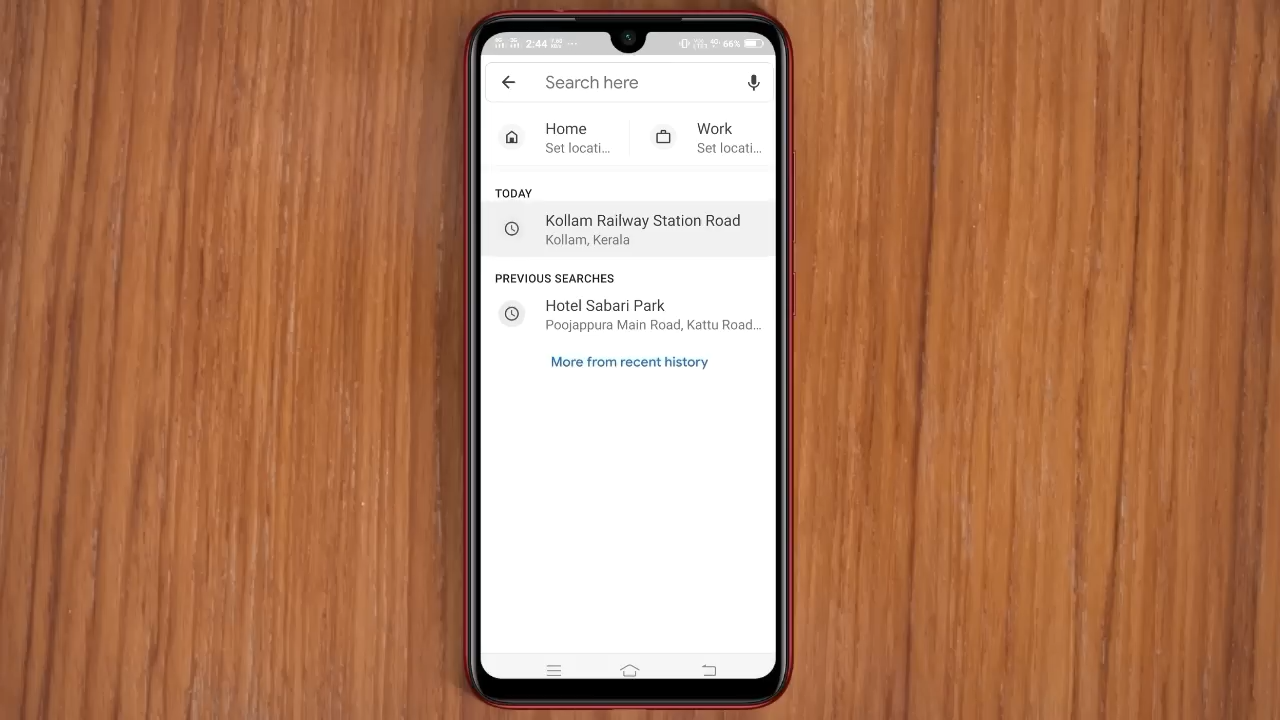 2:44 ... 66%
Search here
Home
Set locati...
Work
Set locati...
TODAY
Kollam Railway Station Road
Kollam, Kerala
PREVIOUS SEARCHES
Hotel Sabari Park
Poojappura Main Road, Kattu Road...
More from recent history